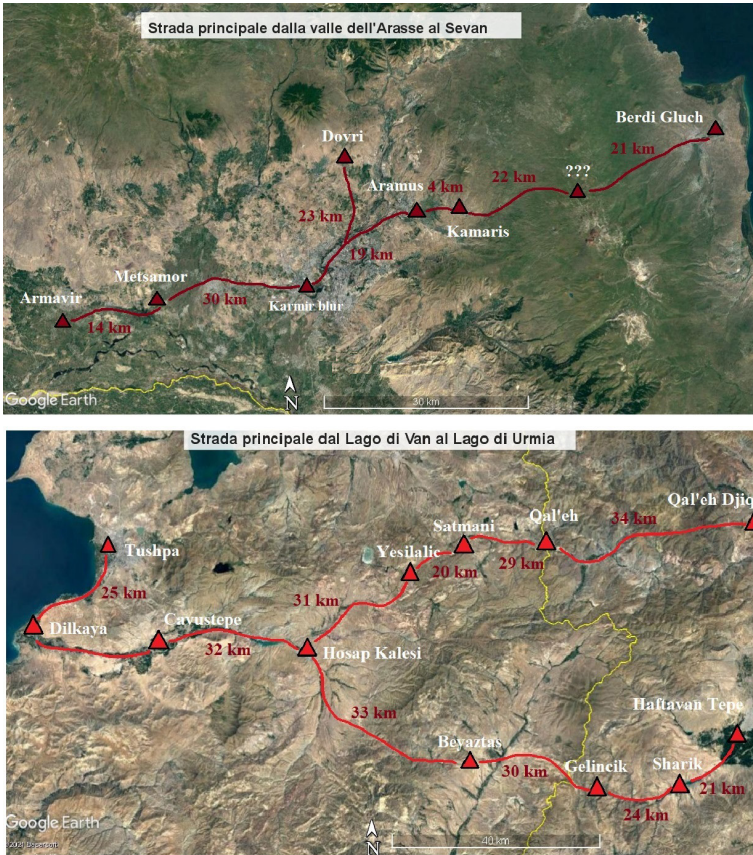 Strada principale dalla valle dell'Arasse al Sevan
Berdi Gluch
Dovri
21 km
???
22 km
Aramus 4 km
23 km
Kamaris
19 km
Metsamor
Armavir
30 km
Karmir blur
14 km
Google Earth
N
30 km
Strada principale dal Lago di Van al Lago di Urmia
Qal'eh Djiq
Qal'eh
34 km
Satmani
Tushpa
Yesilalic
29 km
20 km
25 km
31 km
Cavustepe
Dilkaya
32 km
Hosap Kalesi
Haftavan Tepe
33 km
Beyaztas
Gelincik
Sharik
30 km
21 km
24 km
Google Earth
N
40 km